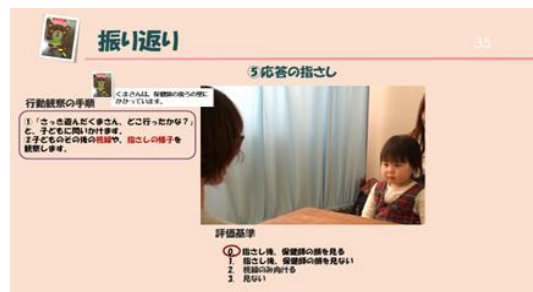 振り返り
35
⑤応答の指さし
くまさんは、保健師の後ろの壁に
かかっています。
行動観察の手順
①「さっき遊んだくまさん、どこ行ったかな？」
と、子どもに問いかけます。
②子どものその後の視線や、指さしの様子を
観察します。
評価基準
0. 指さし後、保健師の顔を見る
1. 指さし後、保健師の顔を見ない
2. 視線のみ向ける
3. 見ない